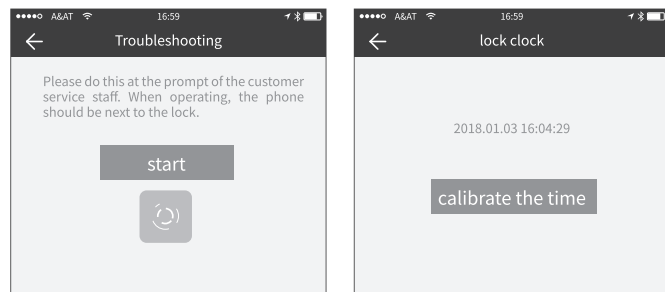 A&AT 16:59
Troubleshooting
Please do this at the prompt of the customer
service staff. When operating, the phone
should be next to the lock.
start
A&AT 16:59
lock clock
2018.01.03 16:04:29
calibrate the time